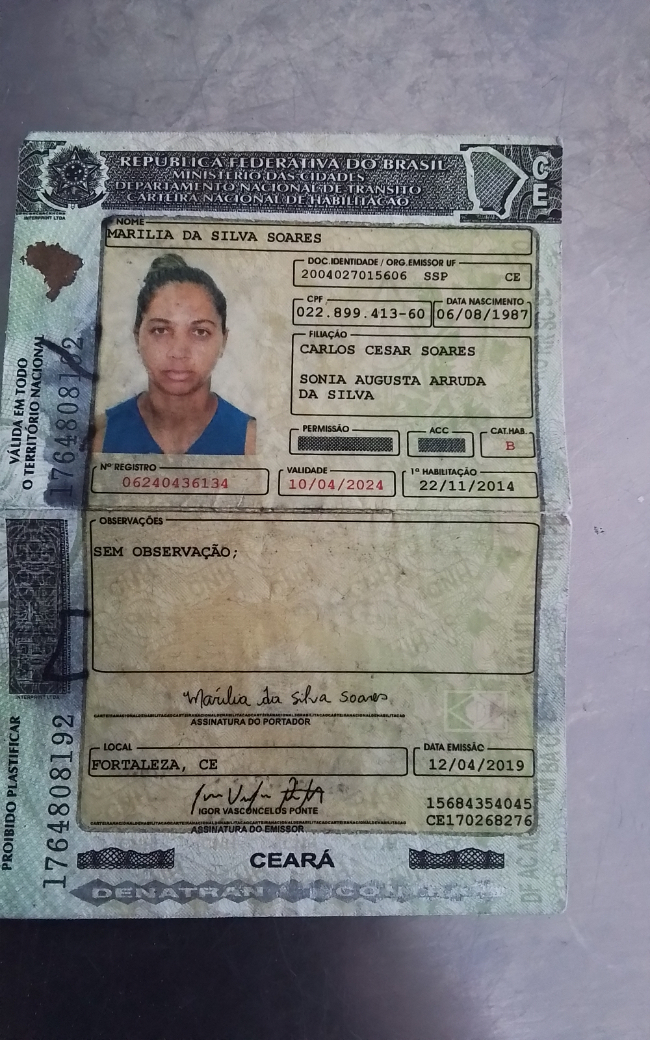 REPÚBLICA FEDERATIVA DO BRASIL
MINISTÉRIO DAS CIDADES
DEPARTAMENTO NACIONAL DE TRÂNSITO
CARTEIRA NACIONAL DE HABILITAÇÃO
CE
INTERPRINT LTDA
NOME
MARILIA DA SILVA SOARES
DOC.IDENTIDADE / ORG.EMISSOR UF
2004027015606 SSP CE
CPF
022.899.413-60
DATA NASCIMENTO
06/08/1987
FILIAÇÃO
CARLOS CESAR SOARES
SONIA AUGUSTA ARRUDA
DA SILVA
PERMISSÃO
ACC
CAT.HAB.
B
Nº REGISTRO
06240436134
VALIDADE
10/04/2024
1ª HABILITAÇÃO
22/11/2014
VÁLIDA EM TODO
O TERRITÓRIO NACIONAL
1764808192
OBSERVAÇÕES
SEM OBSERVAÇÃO;
Marilia da Silva Soares
ASSINATURA DO PORTADOR
LOCAL
FORTALEZA, CE
DATA EMISSÃO
12/04/2019
IGOR VASCONCELOS PONTE
ASSINATURA DO EMISSOR
15684354045
CE170268276
PROIBIDO PLASTIFICAR
1764808192
INTERPRINT LTDA
CEARÁ
DENATRAN